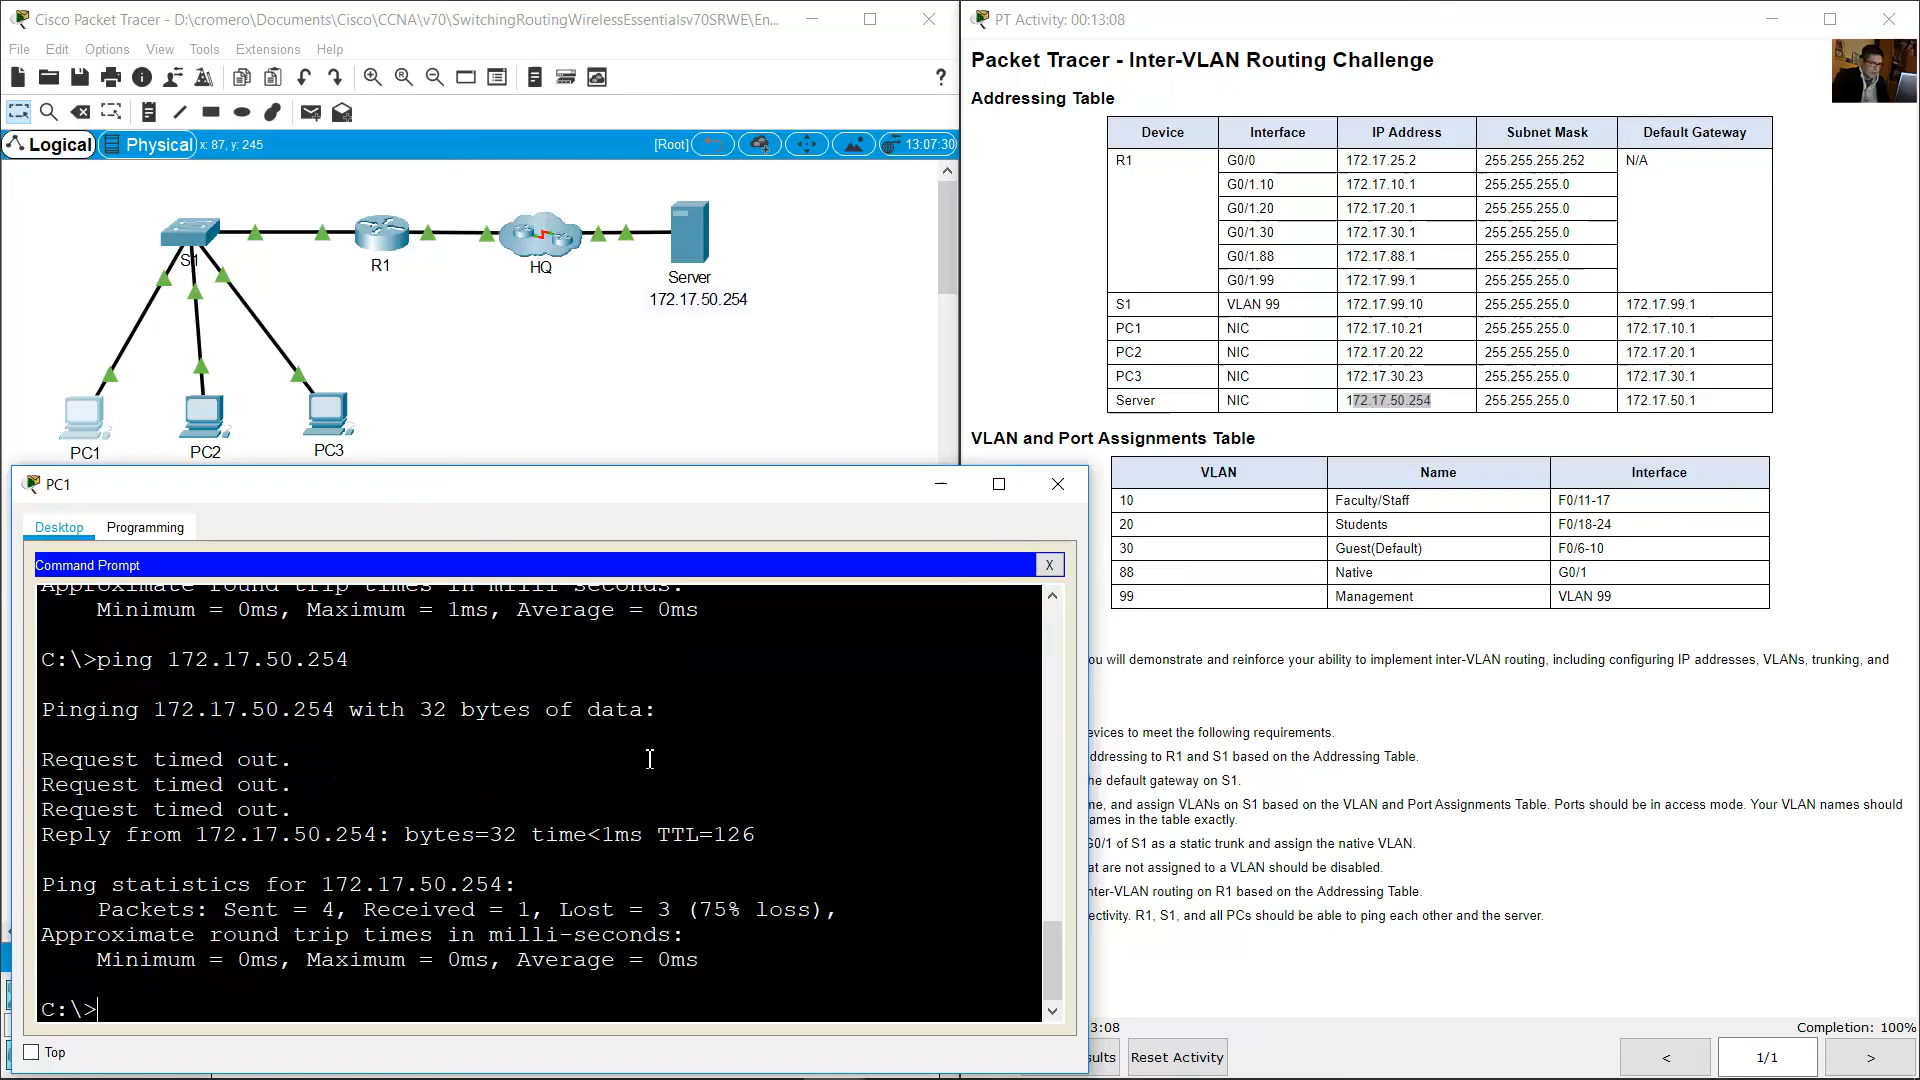 Cisco Packet Tracer - D:\cromero\Documents\Cisco\CCNA\v70\SwitchingRoutingWirelessEssentialsv70SRWE\En...
File Edit Options View Tools Extensions Help
?
Logical Physical x: 87, y: 245 [Root] 13:07:30
S1
R1
HQ
Server
172.17.50.254
PC1
PC2
PC3
PC1
Desktop Programming
Command Prompt X
Approximate round trip times in milli-seconds:
Minimum = 0ms, Maximum = 1ms, Average = 0ms
C:\>ping 172.17.50.254
Pinging 172.17.50.254 with 32 bytes of data:
Request timed out.
Request timed out.
Request timed out.
Reply from 172.17.50.254: bytes=32 time<1ms TTL=126
Ping statistics for 172.17.50.254:
Packets: Sent = 4, Received = 1, Lost = 3 (75% loss),
Approximate round trip times in milli-seconds:
Minimum = 0ms, Maximum = 0ms, Average = 0ms
C:\>
Top
PT Activity: 00:13:08
Packet Tracer - Inter-VLAN Routing Challenge
Addressing Table
Device Interface IP Address Subnet Mask Default Gateway
R1 G0/0 172.17.25.2 255.255.255.252 N/A
G0/1.10 172.17.10.1 255.255.255.0
G0/1.20 172.17.20.1 255.255.255.0
G0/1.30 172.17.30.1 255.255.255.0
G0/1.88 172.17.88.1 255.255.255.0
G0/1.99 172.17.99.1 255.255.255.0
S1 VLAN 99 172.17.99.10 255.255.255.0 172.17.99.1
PC1 NIC 172.17.10.21 255.255.255.0 172.17.10.1
PC2 NIC 172.17.20.22 255.255.255.0 172.17.20.1
PC3 NIC 172.17.30.23 255.255.255.0 172.17.30.1
Server NIC 172.17.50.254 255.255.255.0 172.17.50.1
VLAN and Port Assignments Table
VLAN Name Interface
10 Faculty/Staff F0/11-17
20 Students F0/18-24
30 Guest(Default) F0/6-10
88 Native G0/1
99 Management VLAN 99
ou will demonstrate and reinforce your ability to implement inter-VLAN routing, including configuring IP addresses, VLANs, trunking, and
evices to meet the following requirements.
ddressing to R1 and S1 based on the Addressing Table.
he default gateway on S1.
me, and assign VLANs on S1 based on the VLAN and Port Assignments Table. Ports should be in access mode. Your VLAN names should
ames in the table exactly.
G0/1 of S1 as a static trunk and assign the native VLAN.
at are not assigned to a VLAN should be disabled.
nter-VLAN routing on R1 based on the Addressing Table.
ectivity. R1, S1, and all PCs should be able to ping each other and the server.
3:08 Completion: 100%
ults Reset Activity < 1/1 >